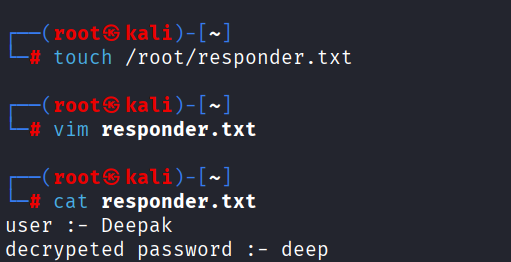 ┌──(root㉿kali)-[~]
└─# touch /root/responder.txt
┌──(root㉿kali)-[~]
└─# vim responder.txt
┌──(root㉿kali)-[~]
└─# cat responder.txt
user :- Deepak
decrypeted password :- deep